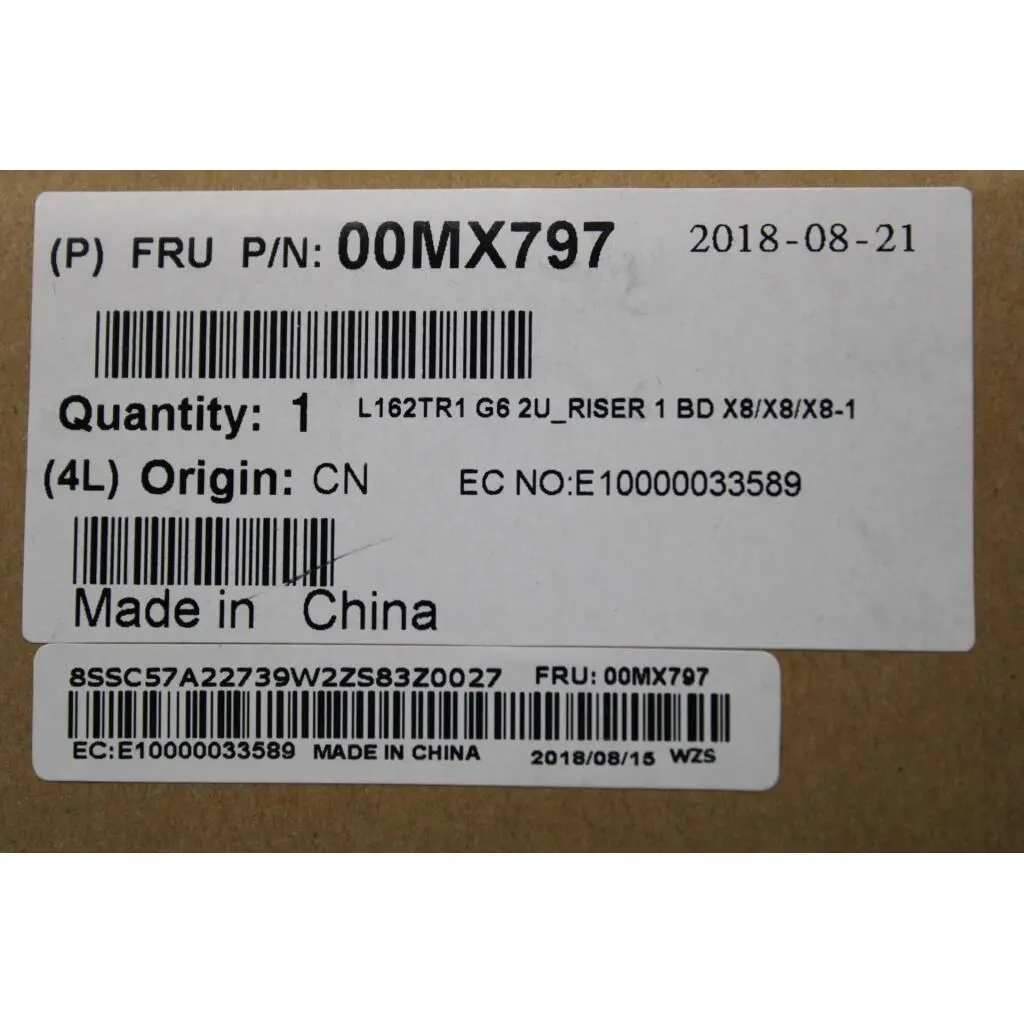 (P) FRU P/N: 00MX797 2018-08-21
Quantity: 1 L162TR1 G6 2U_RISER 1 BD X8/X8/X8-1
(4L) Origin: CN EC NO:E10000033589
Made in China
8SSC57A22739W2ZS83Z0027 FRU: 00MX797
EC:E10000033589 MADE IN CHINA 2018/08/15 WZS